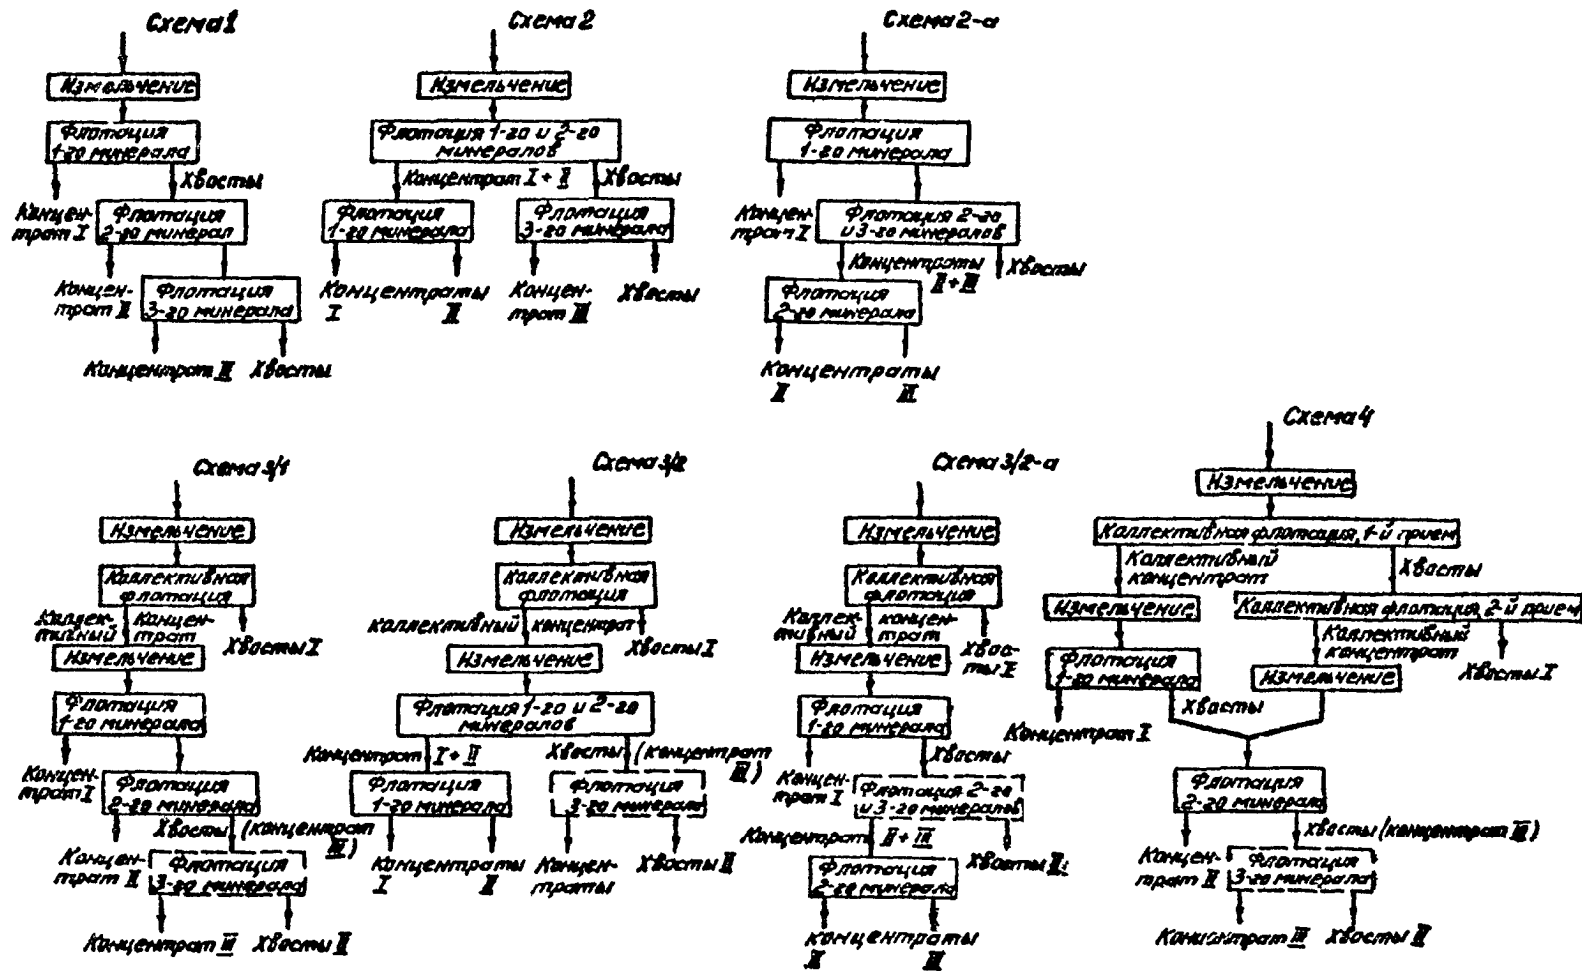 Схема 1
Измельчение
Флотация
1-го минерала
Хвосты
Концен-
трат I
Флотация
2-го минерал
Концен-
трат II
Флотация
3-го минерала
Концентрат III
Хвосты
Схема 2
Измельчение
Флотация 1-го и 2-го
минералов
Концентрат I + II
Хвосты
Флотация
1-го минерала
Флотация
3-го минерала
Концентраты
I
II
Концен-
трат III
Хвосты
Схема 2-а
Измельчение
Флотация
1-го минерала
Концен-
трат I
Флотация 2-го
и 3-го минералов
Концентраты
II + III
Хвосты
Флотация
2-го минерала
Концентраты
II
III
Схема 3/1
Измельчение
Коллективная
флотация
Коллек-
тивный
Концен-
трат
Хвосты I
Измельчение
Флотация
1-го минерала
Концен-
трат I
Флотация
2-го минерала
Хвосты (концентрат
III)
Концен-
трат II
Флотация
3-го минерала
Концентрат III
Хвосты II
Схема 3/2
Измельчение
Коллективная
флотация
коллективный концентрат
Хвосты I
Измельчение
Флотация 1-го и 2-го
минералов
Концентрат I + II
Хвосты (концентрат
III)
Флотация
1-го минерала
Флотация
3-го минерала
Концентраты
I
II
Концен-
траты
Хвосты II
Схема 3/2-а
Измельчение
Коллективная
флотация
Коллек-
тивный
концен-
трат
Хвос-
ты I
Измельчение
Флотация
1-го минерала
Хвосты
Концен-
трат I
Флотация 2-го
и 3-го минералов
Концентрат II + III
Хвосты II
Флотация
2-го минерала
Концентраты
II
III
Схема 4
Измельчение
Коллективная флотация, 1-й прием
Коллективный
концентрат
Хвосты
Измельчение
Коллективная флотация, 2-й прием
Коллективный
концентрат
Хвосты I
Флотация
1-го минерала
Измельчение
Хвосты
Концентрат I
Флотация
2-го минерала
Хвосты (концентрат III)
Концен-
трат II
Флотация
3-го минерала
Концентрат III
Хвосты II